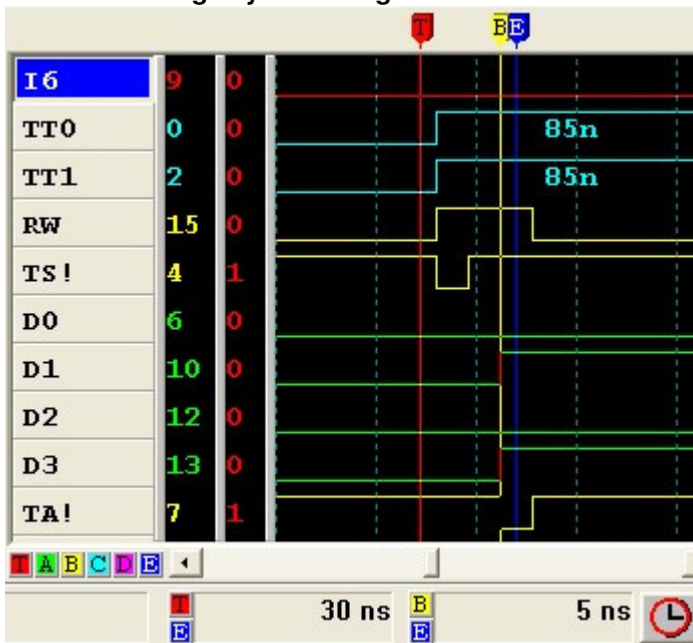 T B E
I6 9 0
TT0 0 0 85n
TT1 2 0 85n
RW 15 0
TS! 4 1
D0 6 0
D1 10 0
D2 12 0
D3 13 0
TA! 7 1
T A B C D E
T 30 ns B 5 ns
E E